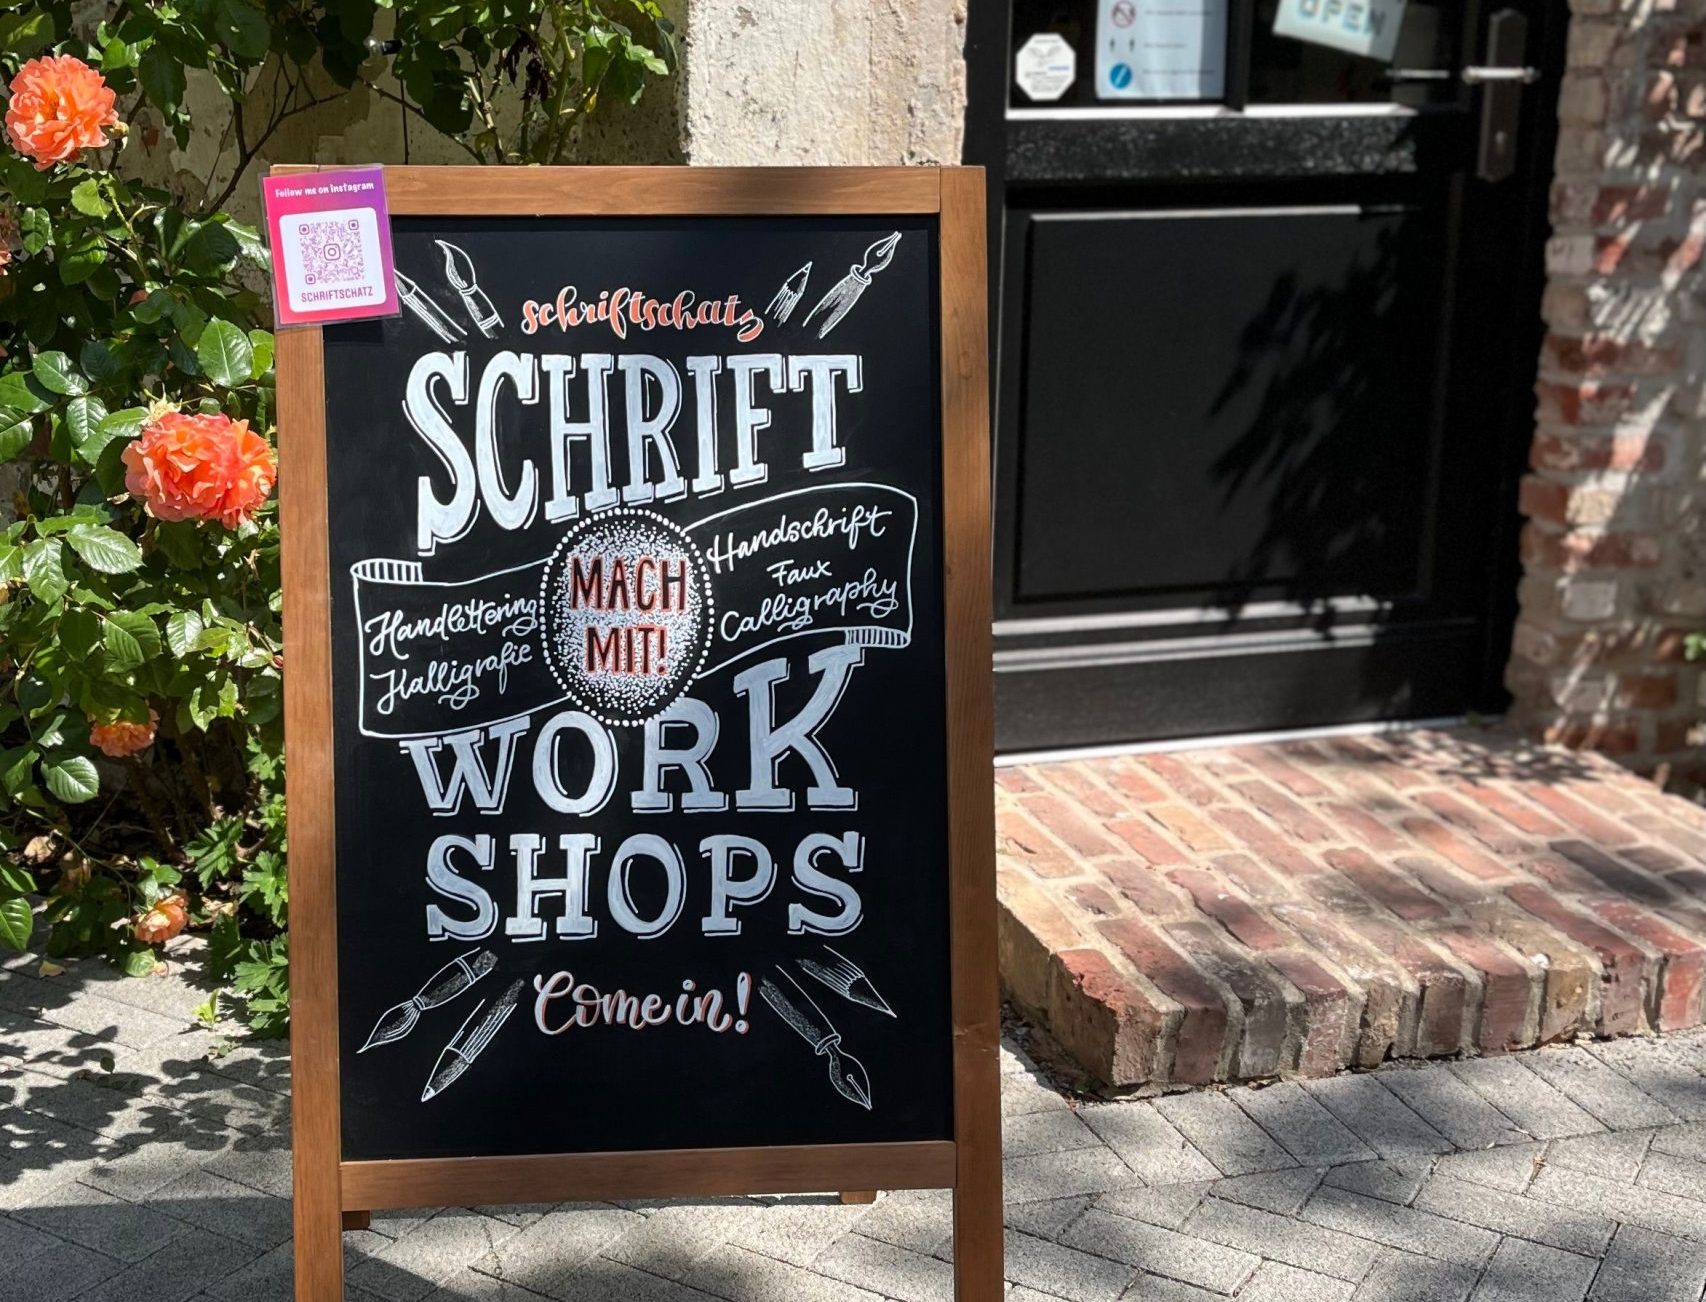 OPEN
Follow me on Instagram
SCHRIFTSCHATZ
schriftschatz
SCHRIFT
Handlettering
Kalligrafie
MACH
MIT!
Handschrift
Faux
Calligraphy
WORK
SHOPS
Come in!